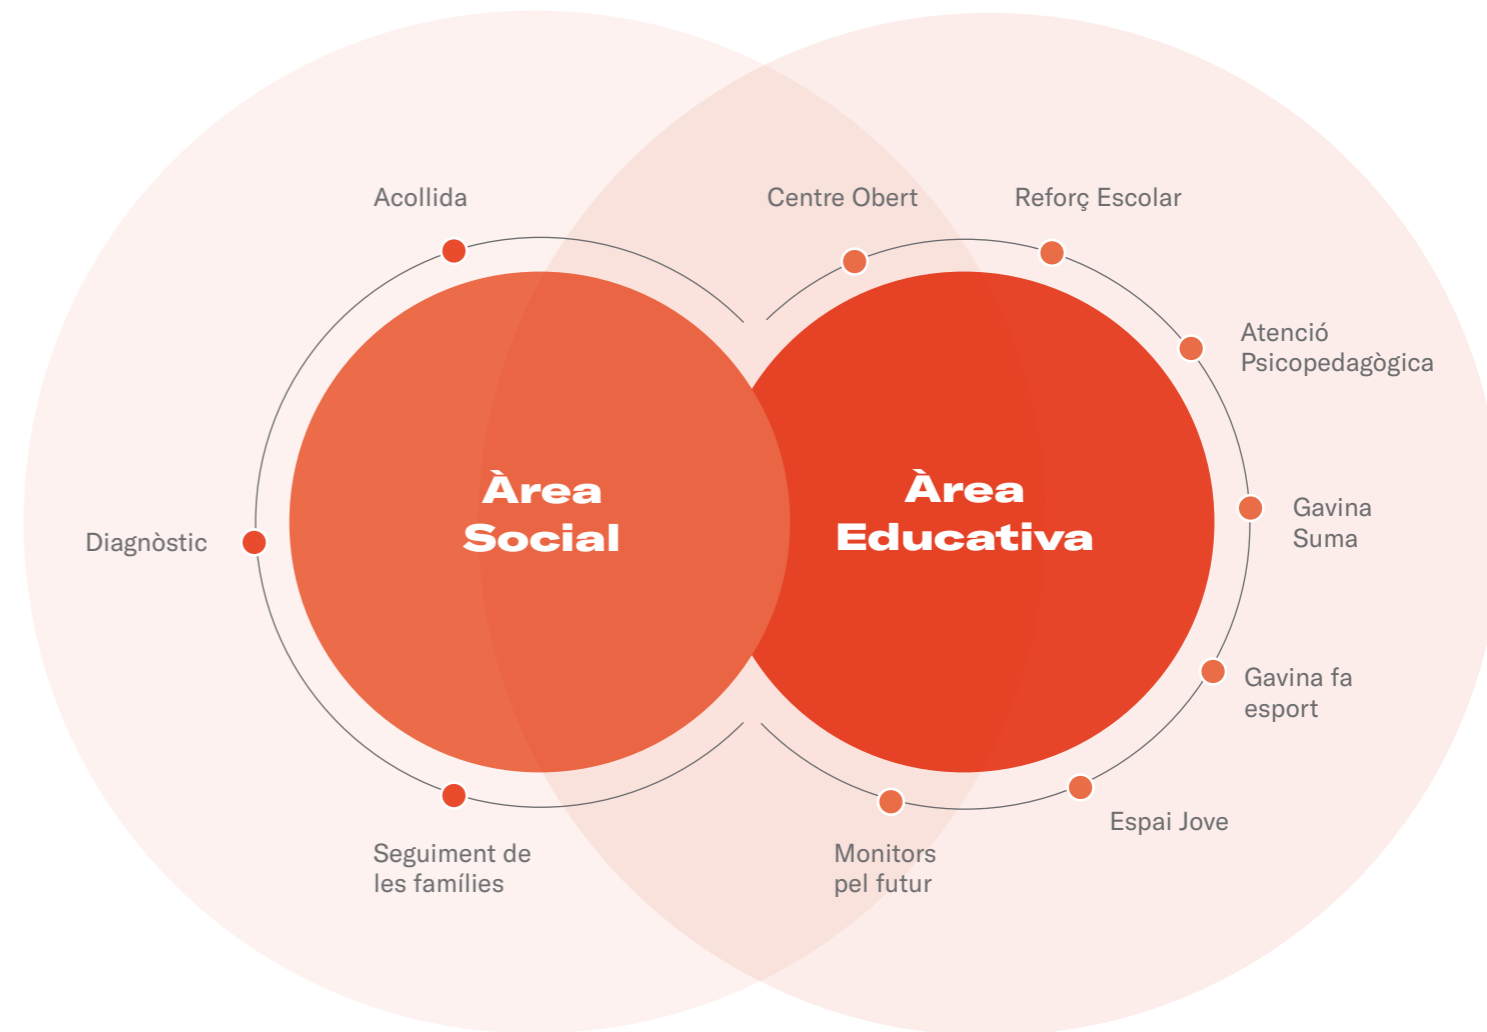 Acollida
Centre Obert
Reforç Escolar
Atenció
Psicopedagògica
Àrea
Social
Àrea
Educativa
Diagnòstic
Gavina
Suma
Gavina fa
esport
Espai Jove
Seguiment de
les famílies
Monitors
pel futur